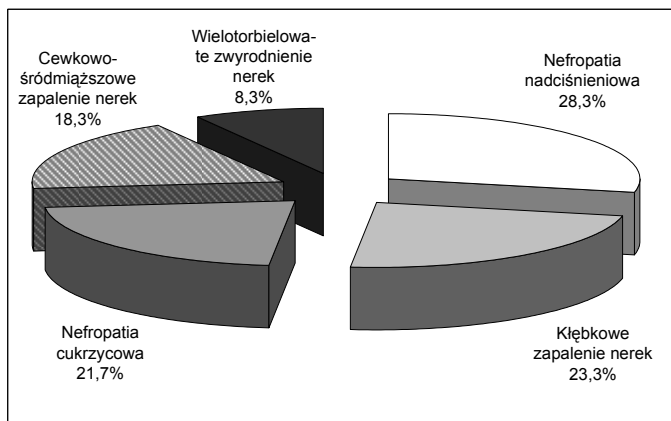 Cewkowo-
śródmiąższowe
zapalenie nerek
18,3%
Wielotorbielowa-
te zwyrodnienie
nerek
8,3%
Nefropatia
nadciśnieniowa
28,3%
Nefropatia
cukrzycowa
21,7%
Kłębkowe
zapalenie nerek
23,3%